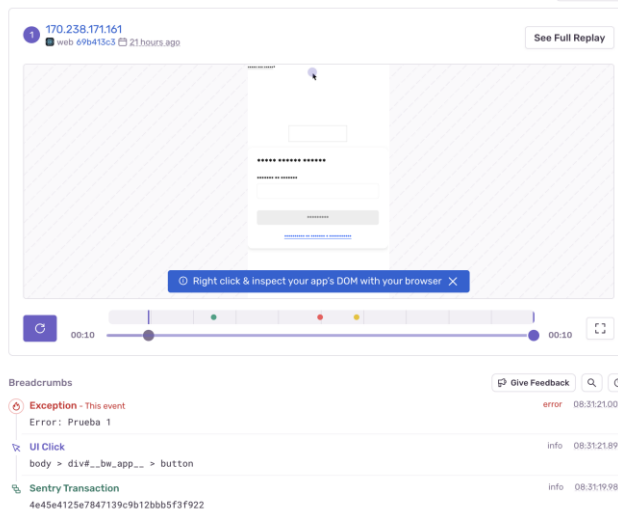 1
170.238.171.161
web 69b413c3 21 hours ago
See Full Replay
Right click & inspect your app's DOM with your browser
00:10
00:10
Breadcrumbs
Give Feedback
Exception - This event
error
08:31:21.00
Error: Prueba 1
UI Click
info
08:31:21.89
body > div#__bw_app__ > button
Sentry Transaction
info
08:31:19.98
4e45e4125e7847139c9b12bbb5f3f922